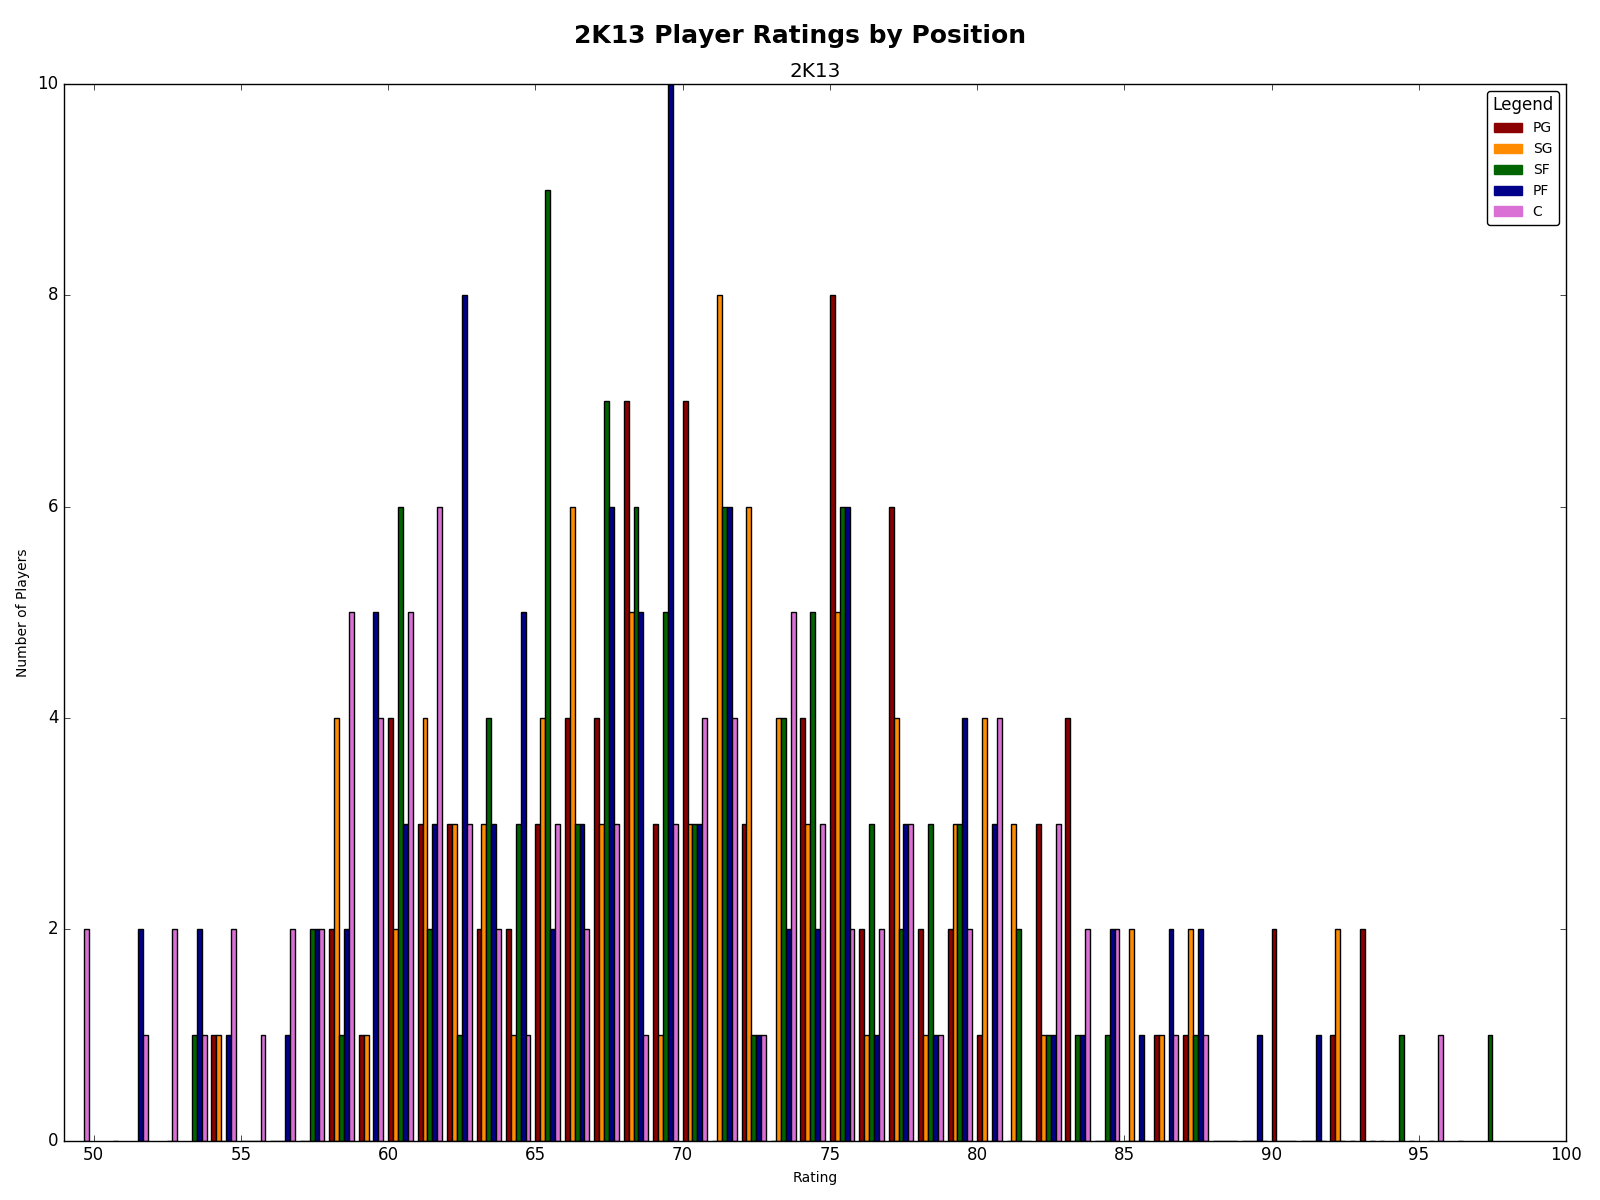 2K13 Player Ratings by Position
2K13
Legend
PG
SG
SF
PF
C
Number of Players
10
8
6
4
2
0
50 55 60 65 70 75 80 85 90 95 100
Rating